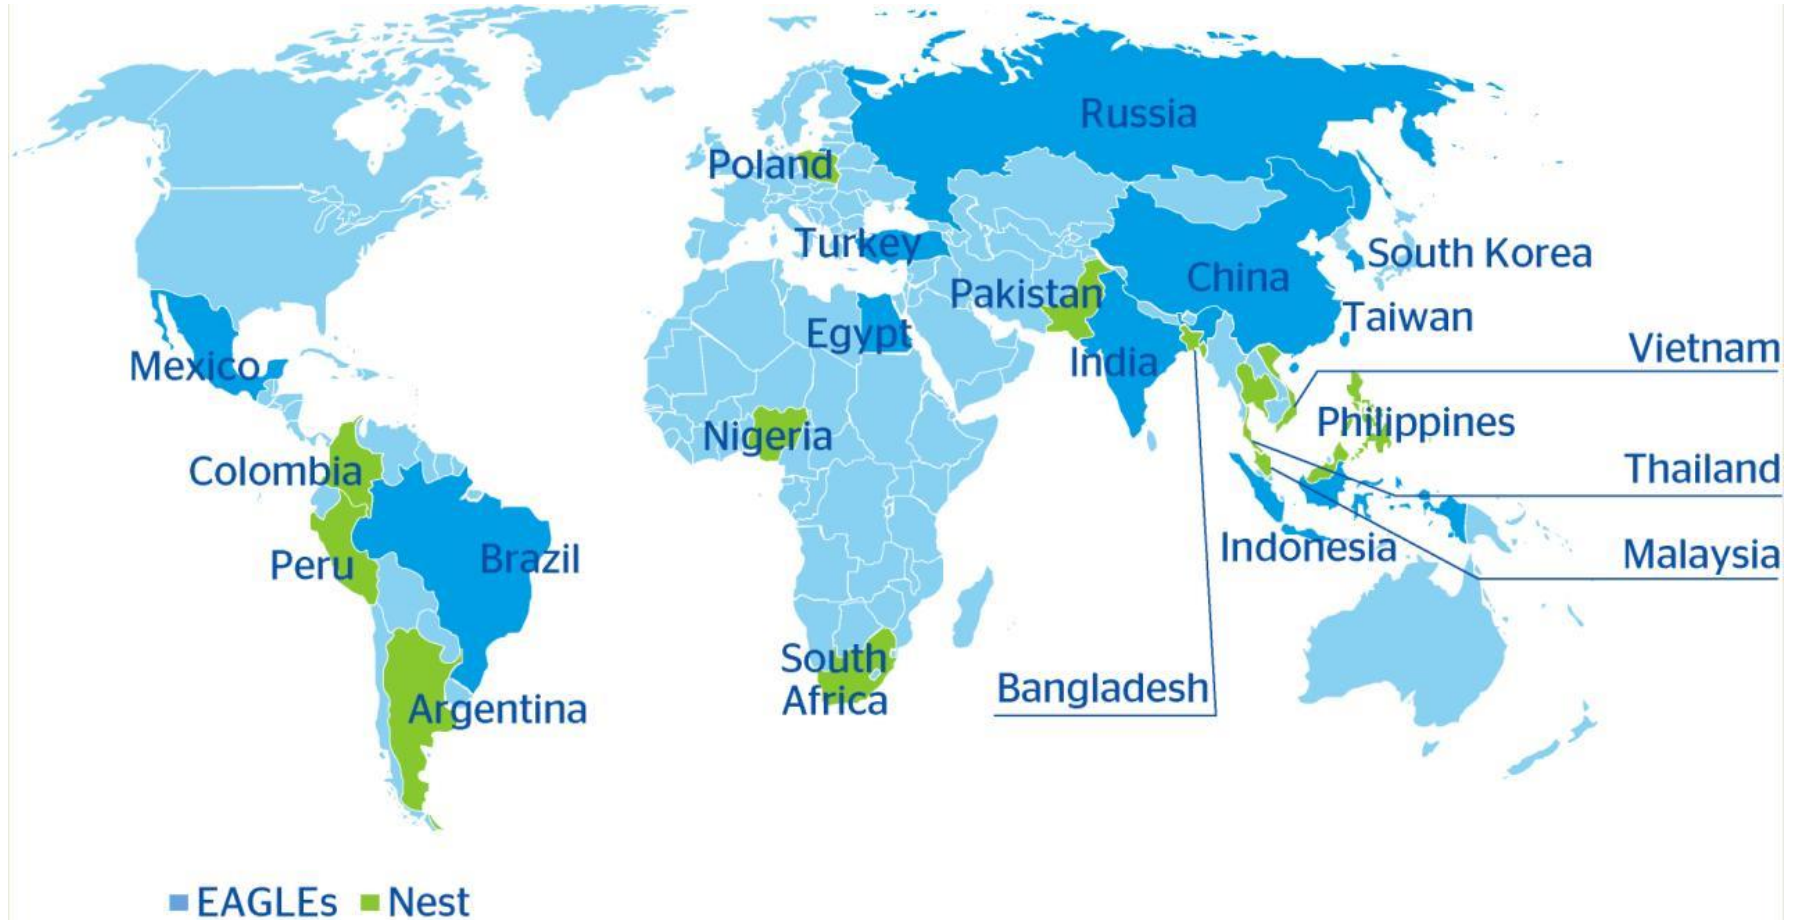 Russia
Poland
Turkey
South Korea
China
Pakistan
Taiwan
Egypt
Vietnam
India
Mexico
Philippines
Nigeria
Thailand
Colombia
Indonesia
Malaysia
Brazil
Peru
South
Africa
Bangladesh
Argentina
EAGLEs Nest